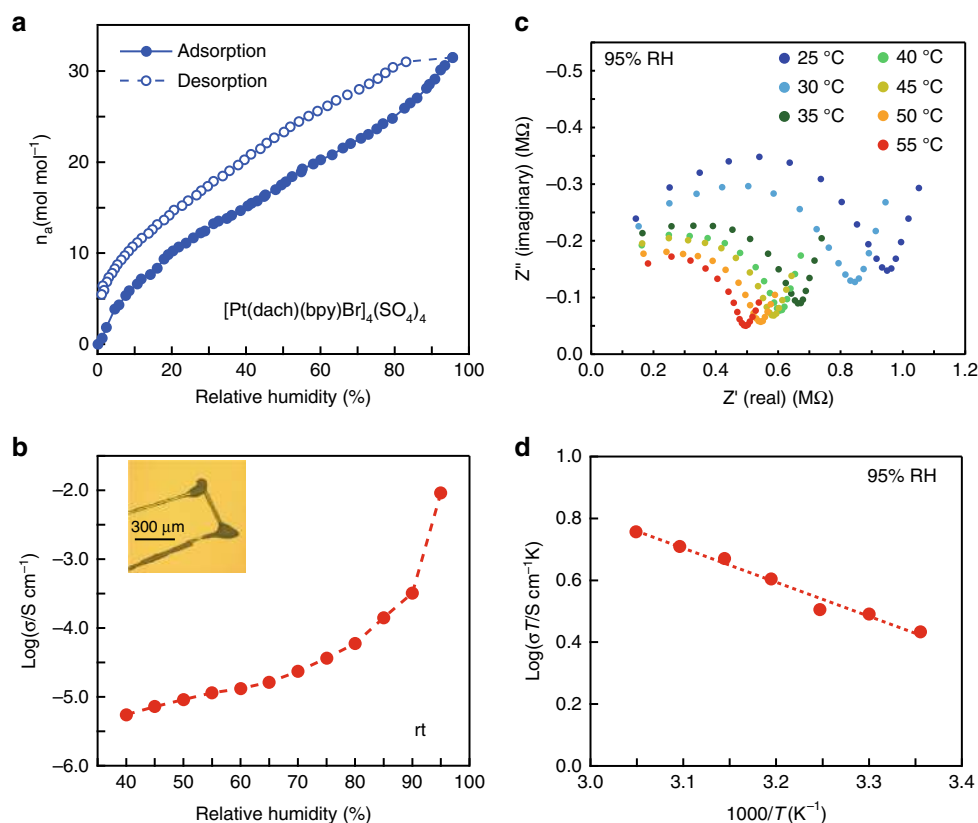 a
Adsorption
Desorption
30
20
10
0
nₐ(mol mol⁻¹)
[Pt(dach)(bpy)Br]₄(SO₄)₄
0 20 40 60 80 100
Relative humidity (%)
b
300 μm
−2.0
−3.0
−4.0
−5.0
−6.0
Log(σ/S cm⁻¹)
rt
40 50 60 70 80 90 100
Relative humidity (%)
c
95% RH
25 °C
30 °C
35 °C
40 °C
45 °C
50 °C
55 °C
−0.5
−0.4
−0.3
−0.2
−0.1
0.0
Z″ (imaginary) (MΩ)
0.0 0.2 0.4 0.6 0.8 1.0 1.2
Z′ (real) (MΩ)
d
95% RH
1.0
0.8
0.6
0.4
0.2
0.0
Log(σT/S cm⁻¹K)
3.0 3.1 3.2 3.3 3.4
1000/T(K⁻¹)